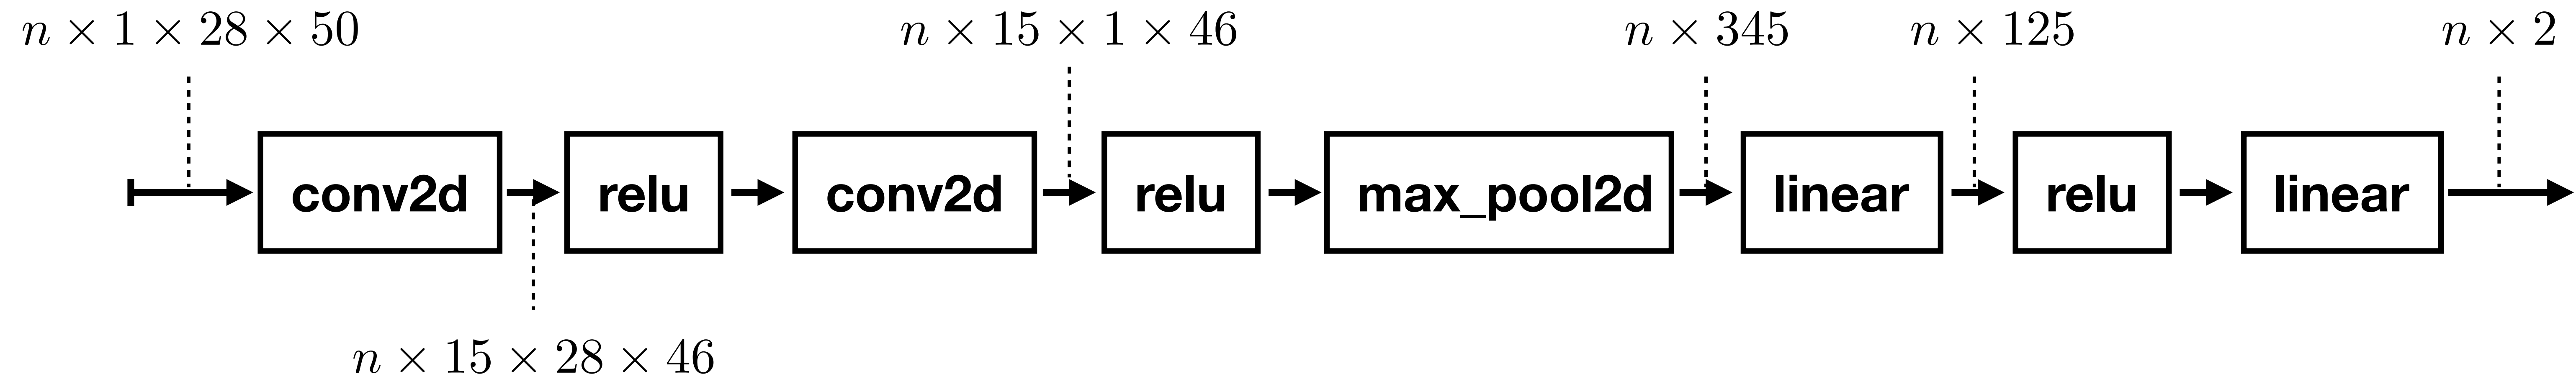 n × 1 × 28 × 50
n × 15 × 1 × 46
n × 345
n × 125
n × 2
conv2d
relu
conv2d
relu
max_pool2d
linear
relu
linear
n × 15 × 28 × 46